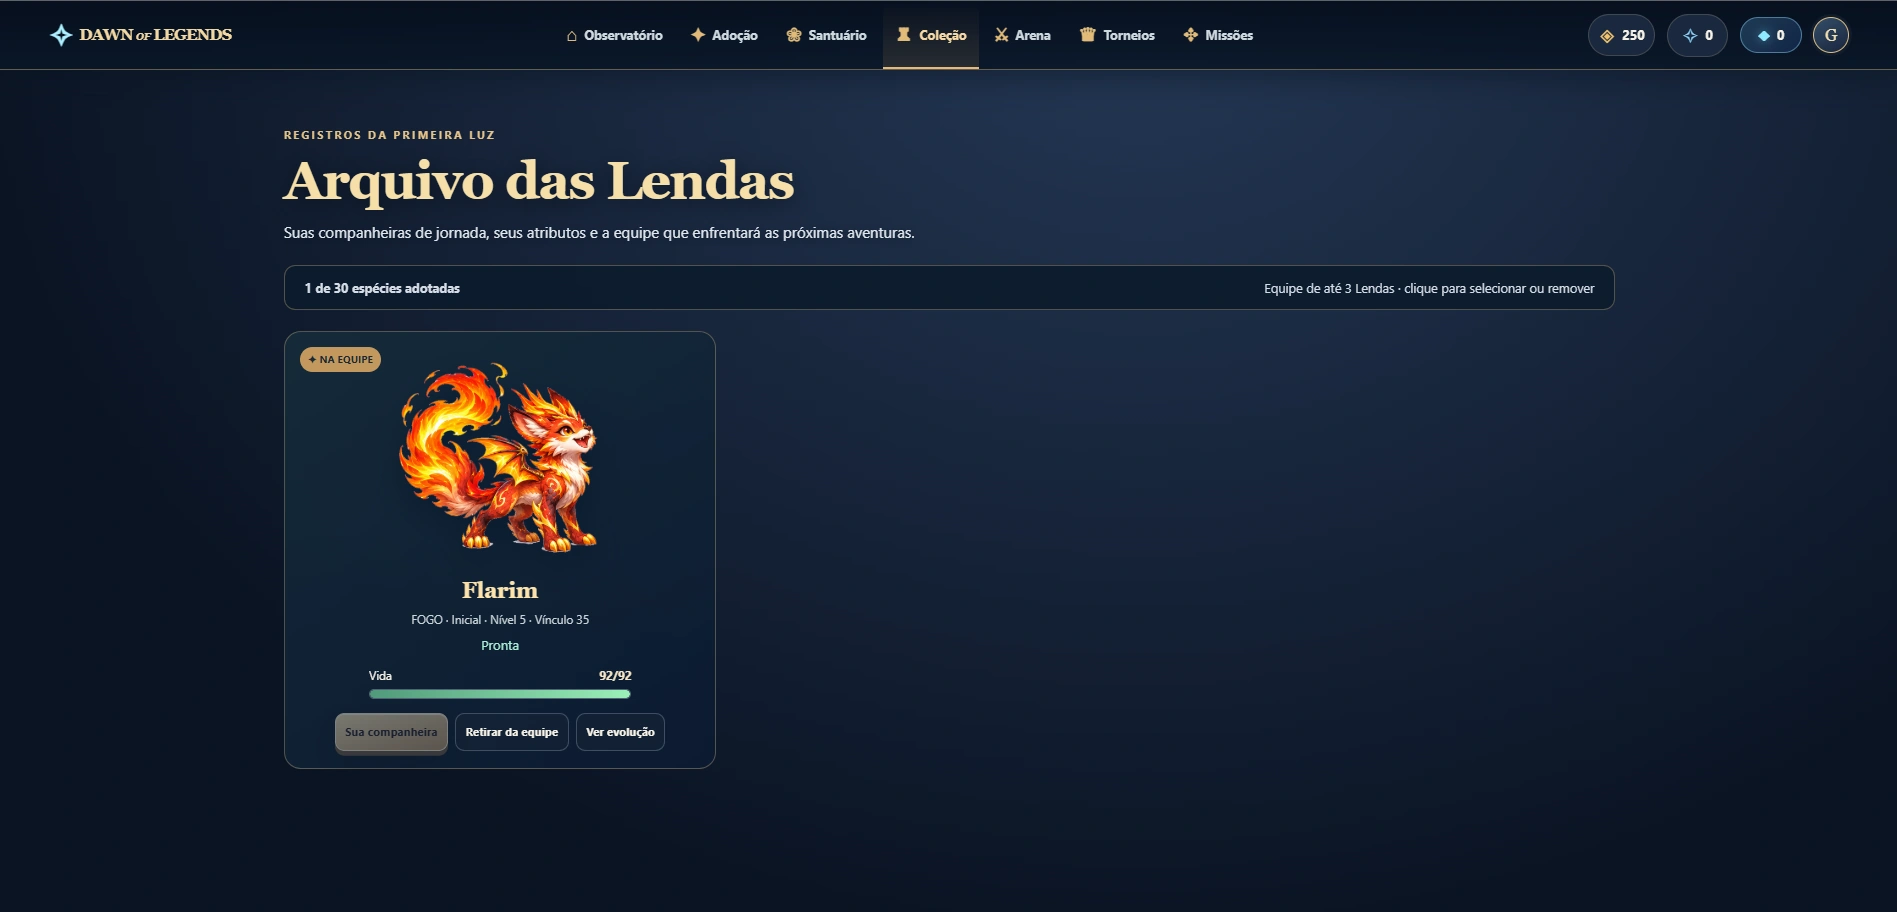 DAWN OF LEGENDS
Observatório
Adoção
Santuário
Coleção
Arena
Torneios
Missões
250
0
0
G
REGISTROS DA PRIMEIRA LUZ
Arquivo das Lendas
Suas companheiras de jornada, seus atributos e a equipe que enfrentará as próximas aventuras.
1 de 30 espécies adotadas
Equipe de até 3 Lendas · clique para selecionar ou remover
✦ NA EQUIPE
Flarim
FOGO · Inicial · Nível 5 · Vínculo 35
Pronta
Vida
92/92
Sua companheira
Retirar da equipe
Ver evolução